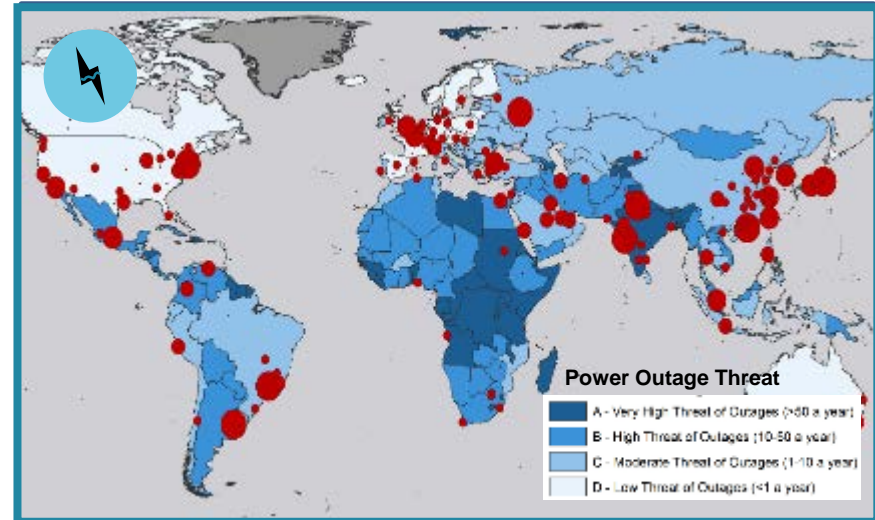 Power Outage Threat
A - Very High Threat of Outages (>50 a year)
B - High Threat of Outages (10-50 a year)
C - Moderate Threat of Outages (1-10 a year)
D - Low Threat of Outages (<1 a year)